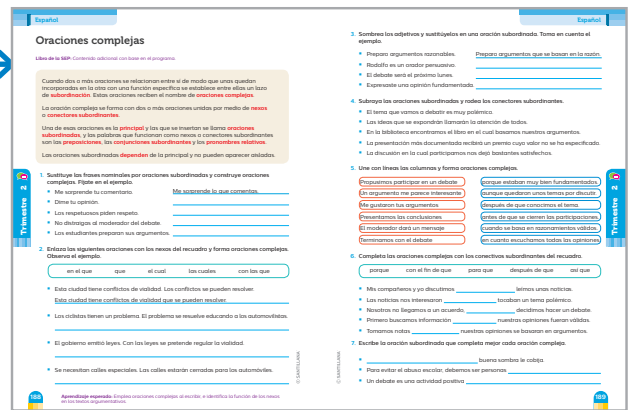 Español
Oraciones complejas
Libro de la SEP: Contenido adicional con base en el programa.
Cuando dos o más oraciones se relacionan entre sí de modo que unas quedan
incorporadas en la otra con una función específica se establece entre ellas un lazo
de subordinación. Estas oraciones reciben el nombre de oraciones complejas.
La oración compleja se forma con dos o más oraciones unidas por medio de nexos
o conectores subordinantes.
Una de esas oraciones es la principal y las que se insertan se llama oraciones
subordinadas, y las palabras que funcionan como nexos o conectores subordinantes
son las preposiciones, las conjunciones subordinantes y los pronombres relativos.
Las oraciones subordinadas dependen de la principal y no pueden aparecer aisladas.
1. Sustituye las frases nominales por oraciones subordinadas y construye oraciones
complejas. Fíjate en el ejemplo.
Me sorprende tu comentario. Me sorprende lo que comentas.
Dime tu opinión.
Los respetuosos piden respeto.
No distraigas al moderador del debate.
Los estudiantes preparan sus argumentos.
2. Enlaza las siguientes oraciones con los nexos del recuadro y forma oraciones complejas.
Observa el ejemplo.
en el que que el cual las cuales con las que
Esta ciudad tiene conflictos de vialidad. Los conflictos se pueden resolver.
Esta ciudad tiene conflictos de vialidad que se pueden resolver.
Los ciclistas tienen un problema. El problema se resuelve educando a los automovilistas.
El gobierno emitió leyes. Con las leyes se pretende regular la vialidad.
Se necesitan calles especiales. Las calles estarán cerradas para los automóviles.
Trimestre 2
© SANTILLANA
188
Aprendizaje esperado: Emplea oraciones complejas al escribir, e identifica la función de los nexos
en los textos argumentativos.
Español
3. Sombrea los adjetivos y sustitúyelos en una oración subordinada. Toma en cuenta el
ejemplo.
Preparo argumentos razonables. Preparo argumentos que se basan en la razón.
Rodolfo es un orador persuasivo.
El debate será el próximo lunes.
Expresaste una opinión fundamentada.
4. Subraya las oraciones subordinadas y rodea los conectores subordinantes.
El tema que vamos a debatir es muy polémico.
Las ideas que se expondrán llamarán la atención de todos.
En la biblioteca encontramos el libro en el cual basamos nuestros argumentos.
La presentación más documentada recibirá un premio cuyo valor no se ha especificado.
La discusión en la cual participamos nos dejó bastantes satisfechos.
5. Une con líneas las columnas y forma oraciones complejas.
Propusimos participar en un debate porque estaban muy bien fundamentados.
Un argumento me parece interesante aunque quedaron unos temas por discutir.
Me gustaron tus argumentos después de que conocimos el tema.
Presentamos las conclusiones antes de que se cierren las participaciones.
El moderador dará un mensaje cuando se basa en razonamientos válidos.
Terminamos con el debate en cuanto escuchamos todas las opiniones.
6. Completa las oraciones complejas con los conectivos subordinantes del recuadro.
porque con el fin de que para que después de que así que
Mis compañeros y yo discutimos leímos unas noticias.
Las noticias nos interesaron tocaban un tema polémico.
Nosotros no llegamos a un acuerdo, decidimos hacer un debate.
Primero buscamos información nuestras opiniones fueran válidas.
Tomamos notas nuestras opiniones se basaran en argumentos.
7. Escribe la oración subordinada que completa mejor cada oración compleja.
buena sombra le cobija.
Para evitar el abuso escolar, debemos ser personas
Un debate es una actividad positiva
Trimestre 2
© SANTILLANA
189